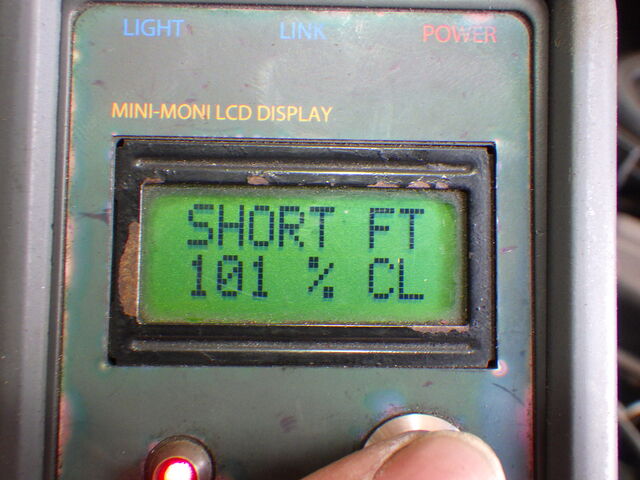 LIGHT LINK POWER
MINI-MONI LCD DISPLAY
SHORT FT
101 % CL